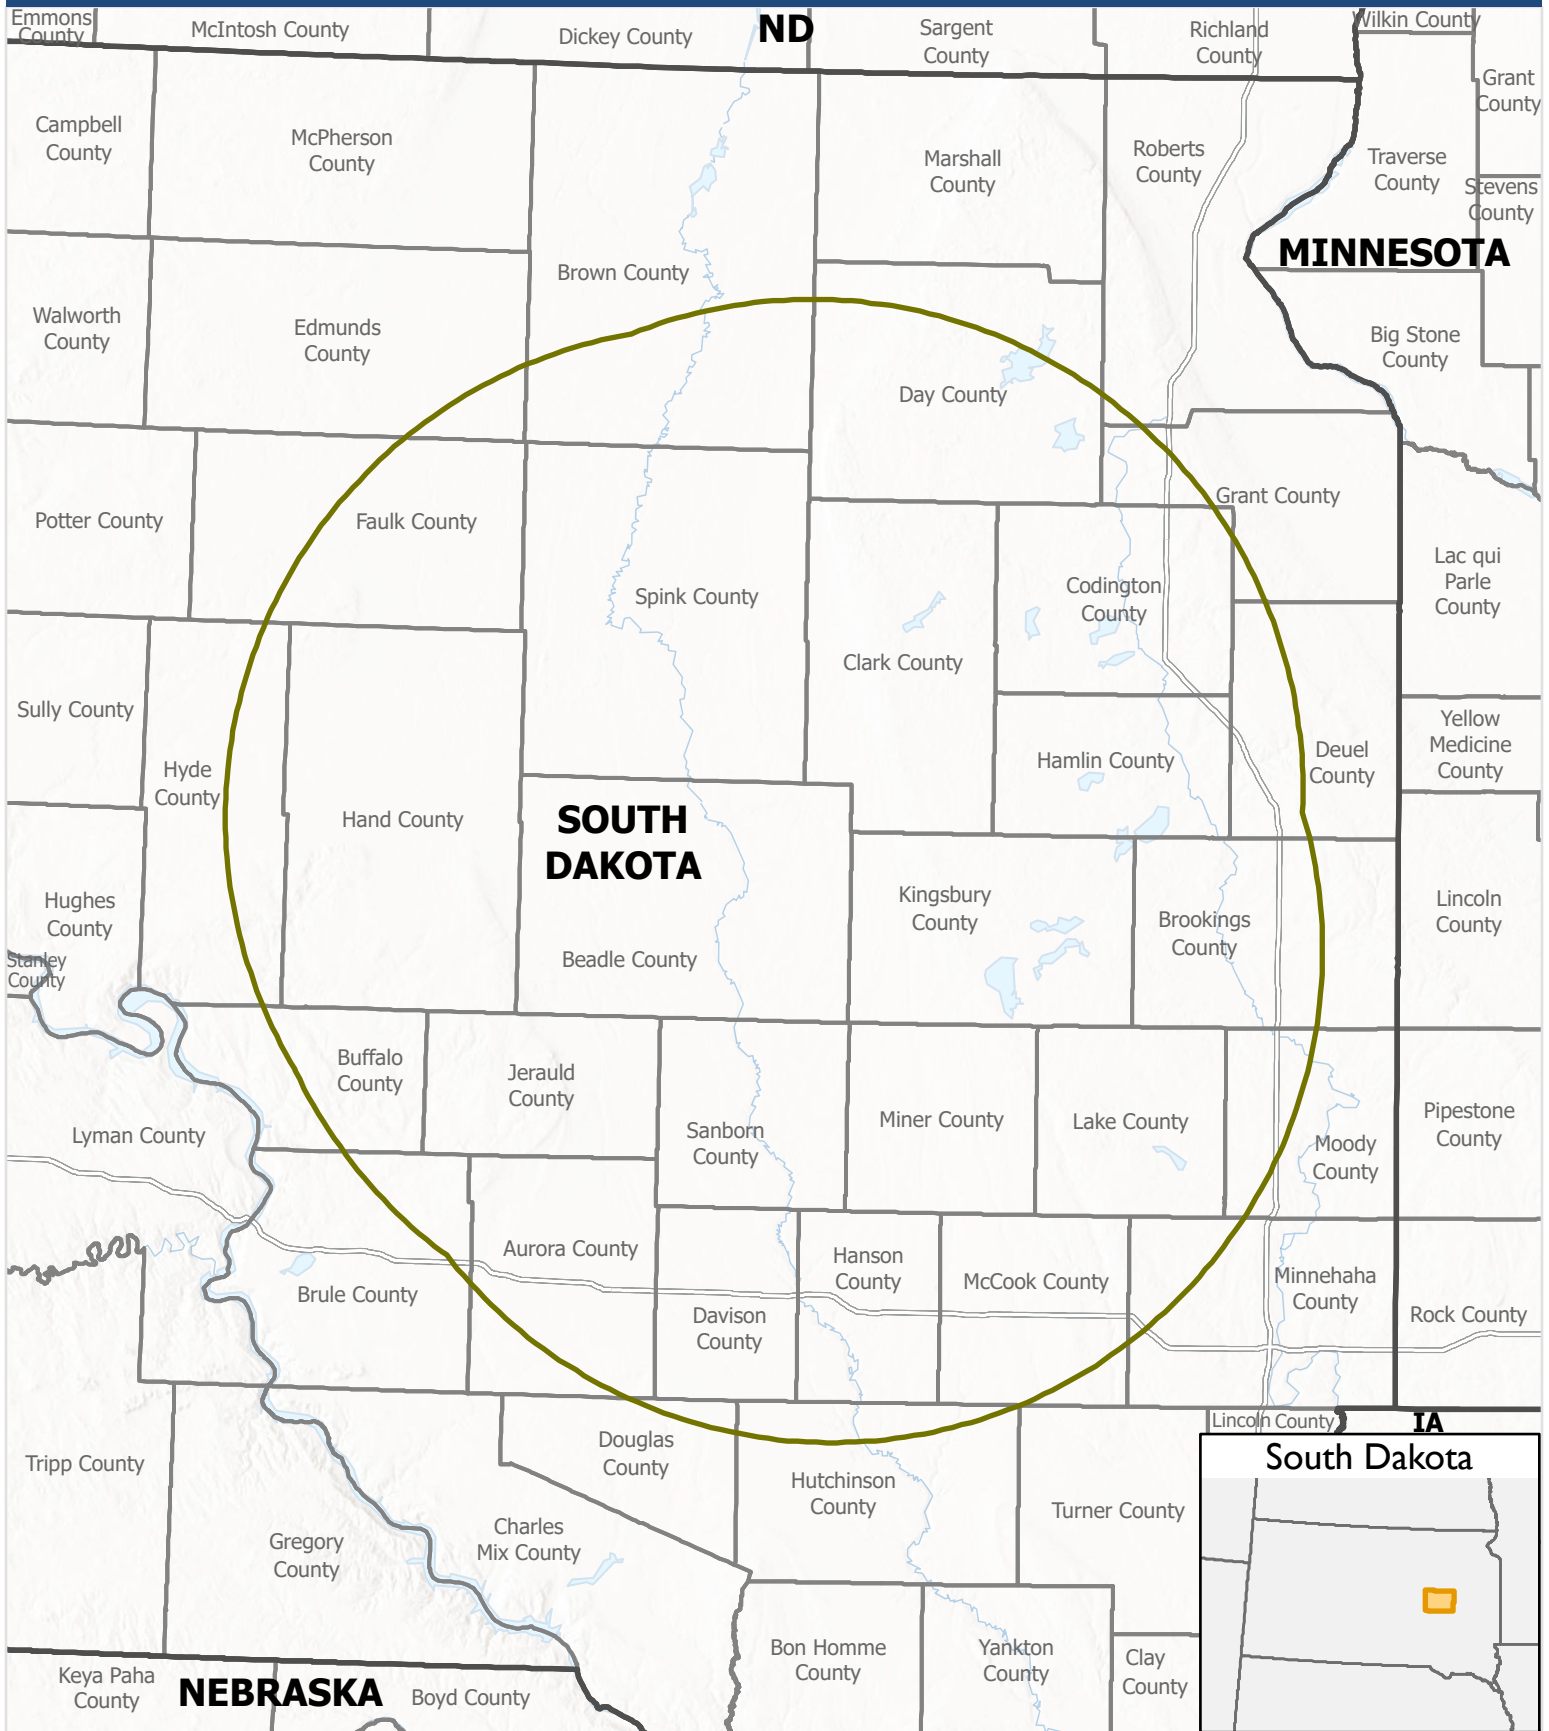 Emmons
County
McIntosh County
Dickey County
ND
Sargent
County
Richland
County
Wilkin County
Grant
County
Campbell
County
McPherson
County
Marshall
County
Roberts
County
Traverse
County
Stevens
County
MINNESOTA
Brown County
Walworth
County
Edmunds
County
Big Stone
County
Day County
Potter County
Faulk County
Grant County
Spink County
Codington
County
Lac qui
Parle
County
Clark County
Sully County
Hyde
County
Hamlin County
Deuel
County
Yellow
Medicine
County
Hand County
SOUTH
DAKOTA
Hughes
County
Kingsbury
County
Brookings
County
Lincoln
County
Stanley
County
Beadle County
Buffalo
County
Jerauld
County
Lyman County
Sanborn
County
Miner County
Lake County
Moody
County
Pipestone
County
Aurora County
Hanson
County
McCook County
Minnehaha
County
Brule County
Davison
County
Rock County
Lincoln County
IA
Tripp County
Douglas
County
Hutchinson
County
Turner County
South Dakota
Gregory
County
Charles
Mix County
Bon Homme
County
Yankton
County
Clay
County
Keya Paha
County
NEBRASKA
Boyd County